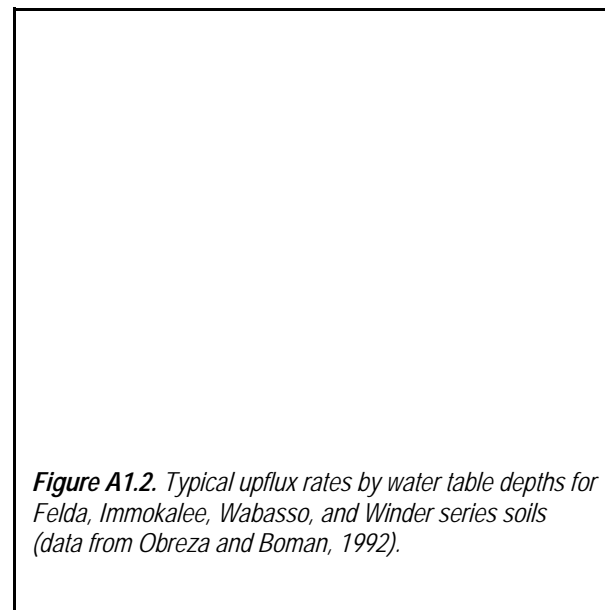 Figure A1.2. Typical upflux rates by water table depths for
Felda, Immokalee, Wabasso, and Winder series soils
(data from Obreza and Boman, 1992).